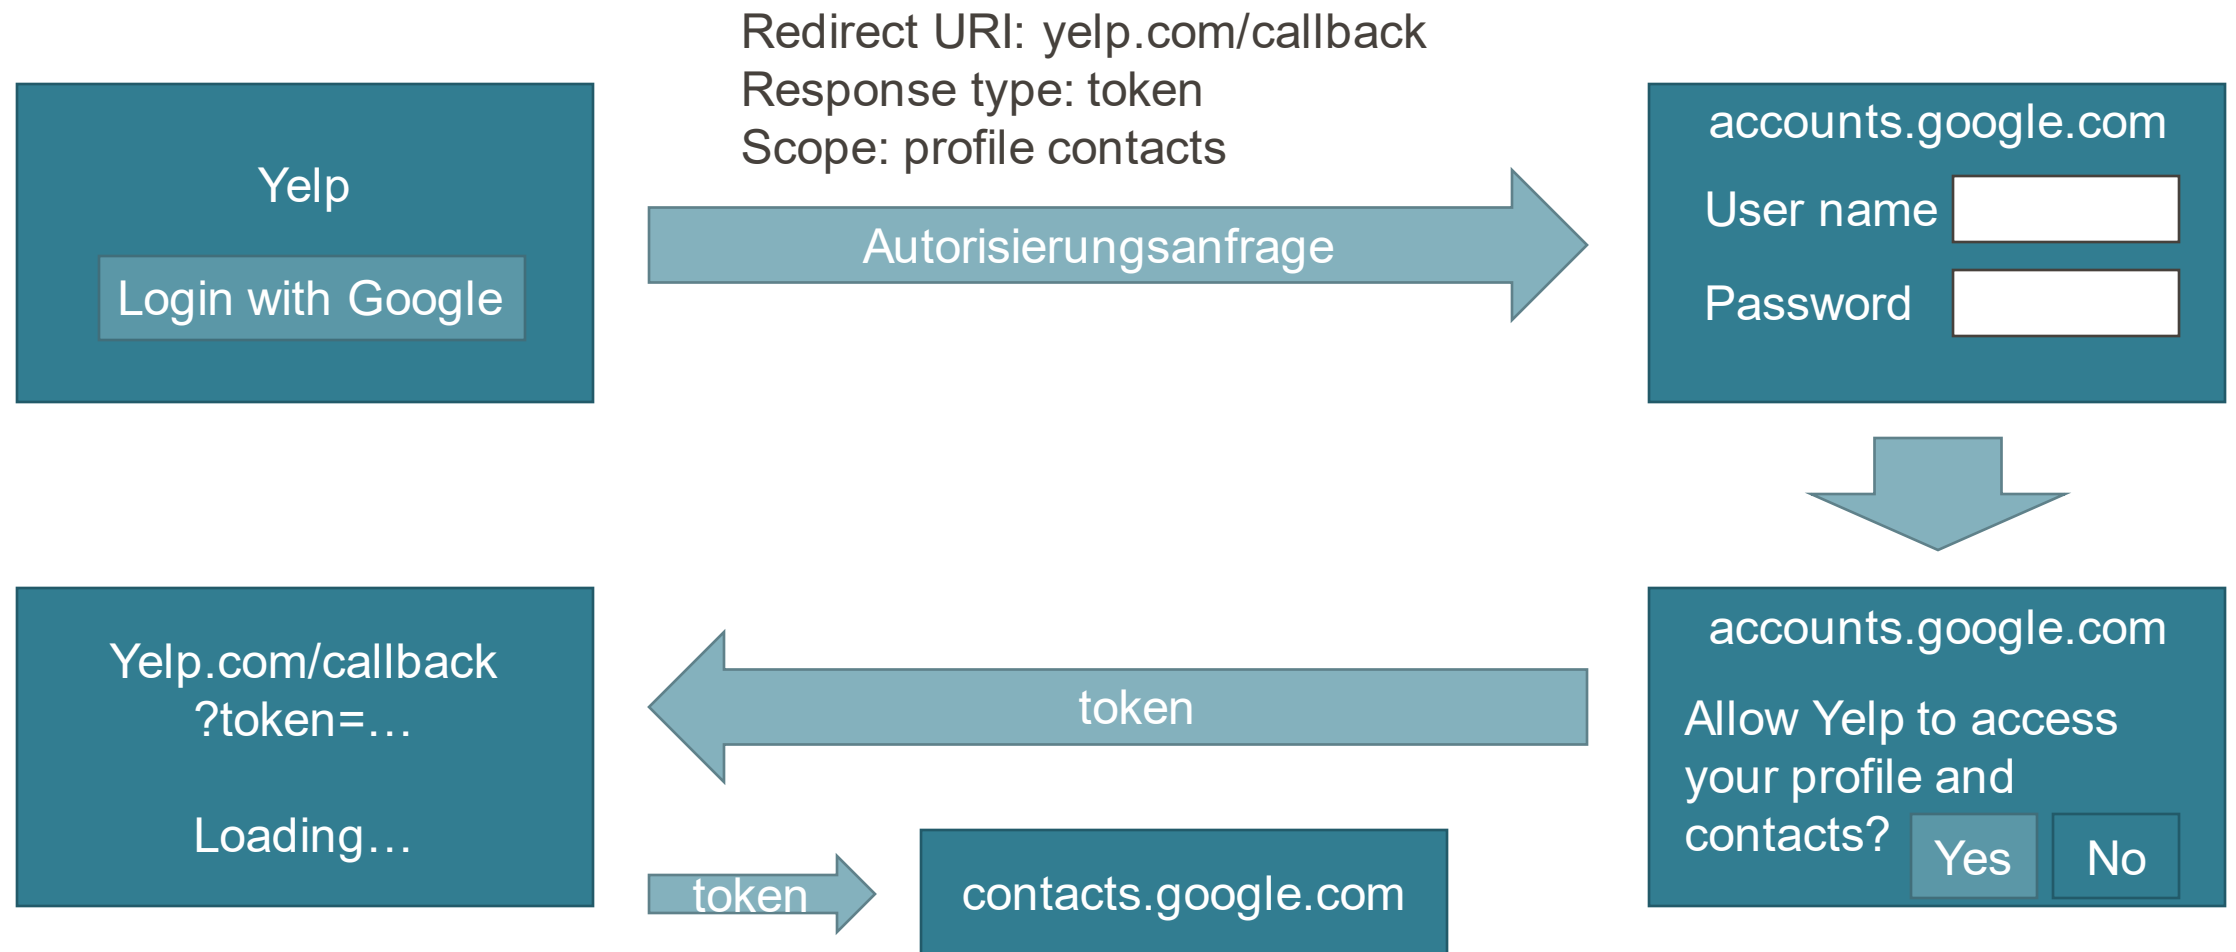 Redirect URI: yelp.com/callback
Response type: token
Scope: profile contacts
Yelp
Login with Google
Autorisierungsanfrage
accounts.google.com
User name
Password
accounts.google.com
Allow Yelp to access
your profile and
contacts?
Yes
No
token
Yelp.com/callback
?token=…
Loading…
token
contacts.google.com